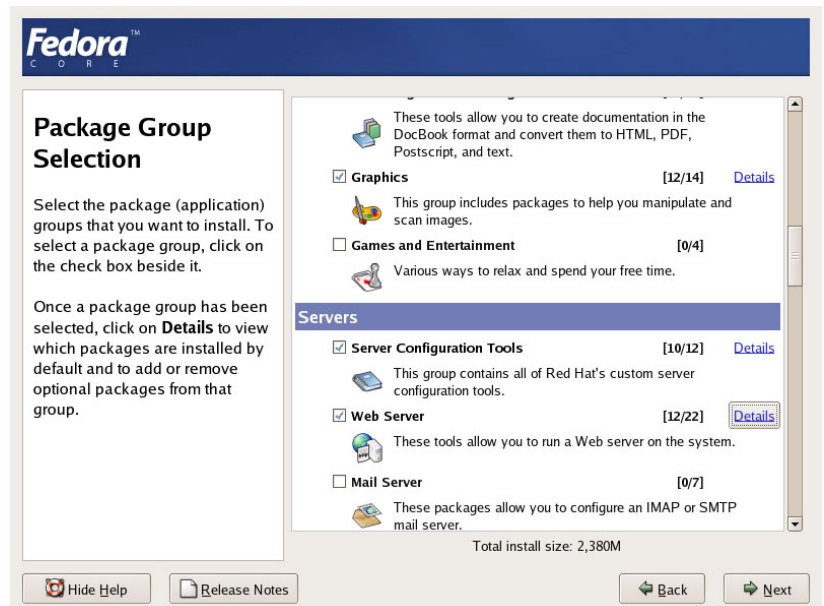 Fedora™
CORE
Package Group
Selection
Select the package (application)
groups that you want to install. To
select a package group, click on
the check box beside it.
Once a package group has been
selected, click on Details to view
which packages are installed by
default and to add or remove
optional packages from that
group.
These tools allow you to create documentation in the
DocBook format and convert them to HTML, PDF,
Postscript, and text.
Graphics [12/14] Details
This group includes packages to help you manipulate and
scan images.
Games and Entertainment [0/4]
Various ways to relax and spend your free time.
Servers
Server Configuration Tools [10/12] Details
This group contains all of Red Hat's custom server
configuration tools.
Web Server [12/22] Details
These tools allow you to run a Web server on the system.
Mail Server [0/7]
These packages allow you to configure an IMAP or SMTP
mail server.
Total install size: 2,380M
Hide Help Release Notes Back Next